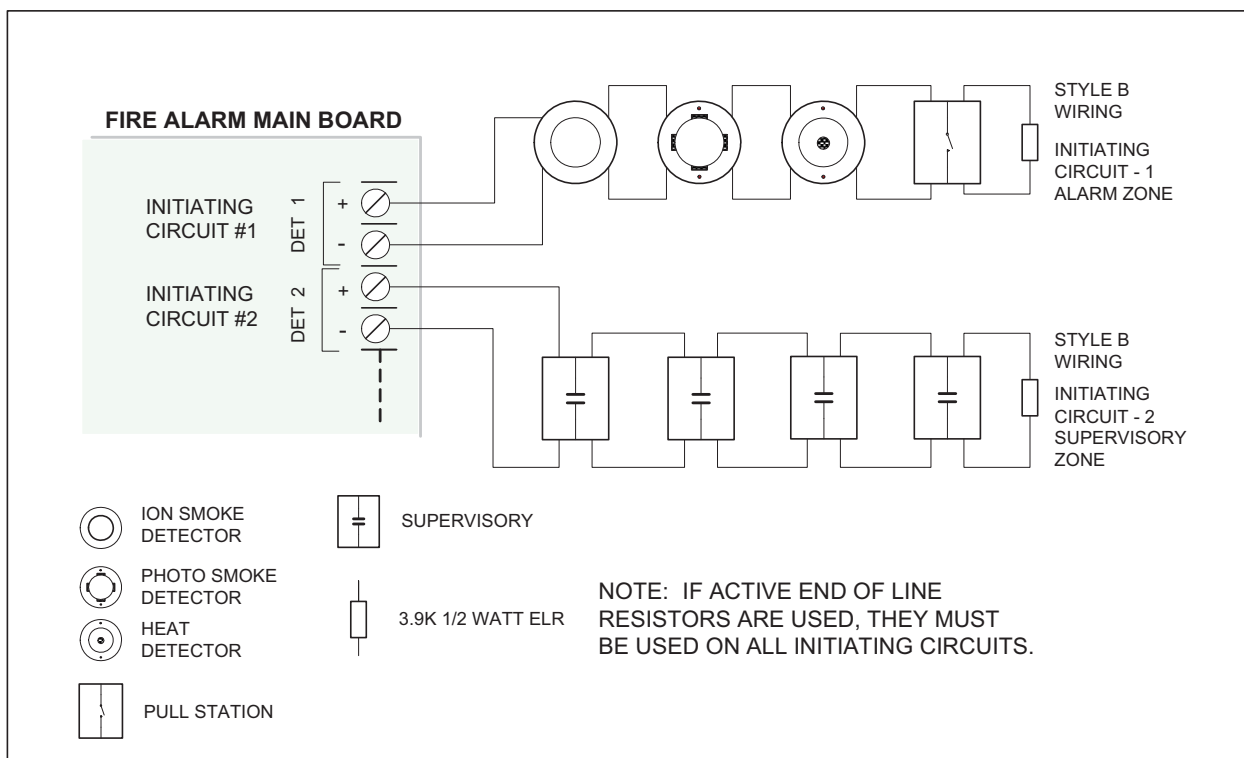 FIRE ALARM MAIN BOARD
INITIATING
CIRCUIT #1
DET 1
+
-
INITIATING
CIRCUIT #2
DET 2
+
-
STYLE B
WIRING
INITIATING
CIRCUIT - 1
ALARM ZONE
STYLE B
WIRING
INITIATING
CIRCUIT - 2
SUPERVISORY
ZONE
ION SMOKE
DETECTOR
PHOTO SMOKE
DETECTOR
HEAT
DETECTOR
PULL STATION
SUPERVISORY
3.9K 1/2 WATT ELR
NOTE: IF ACTIVE END OF LINE
RESISTORS ARE USED, THEY MUST
BE USED ON ALL INITIATING CIRCUITS.